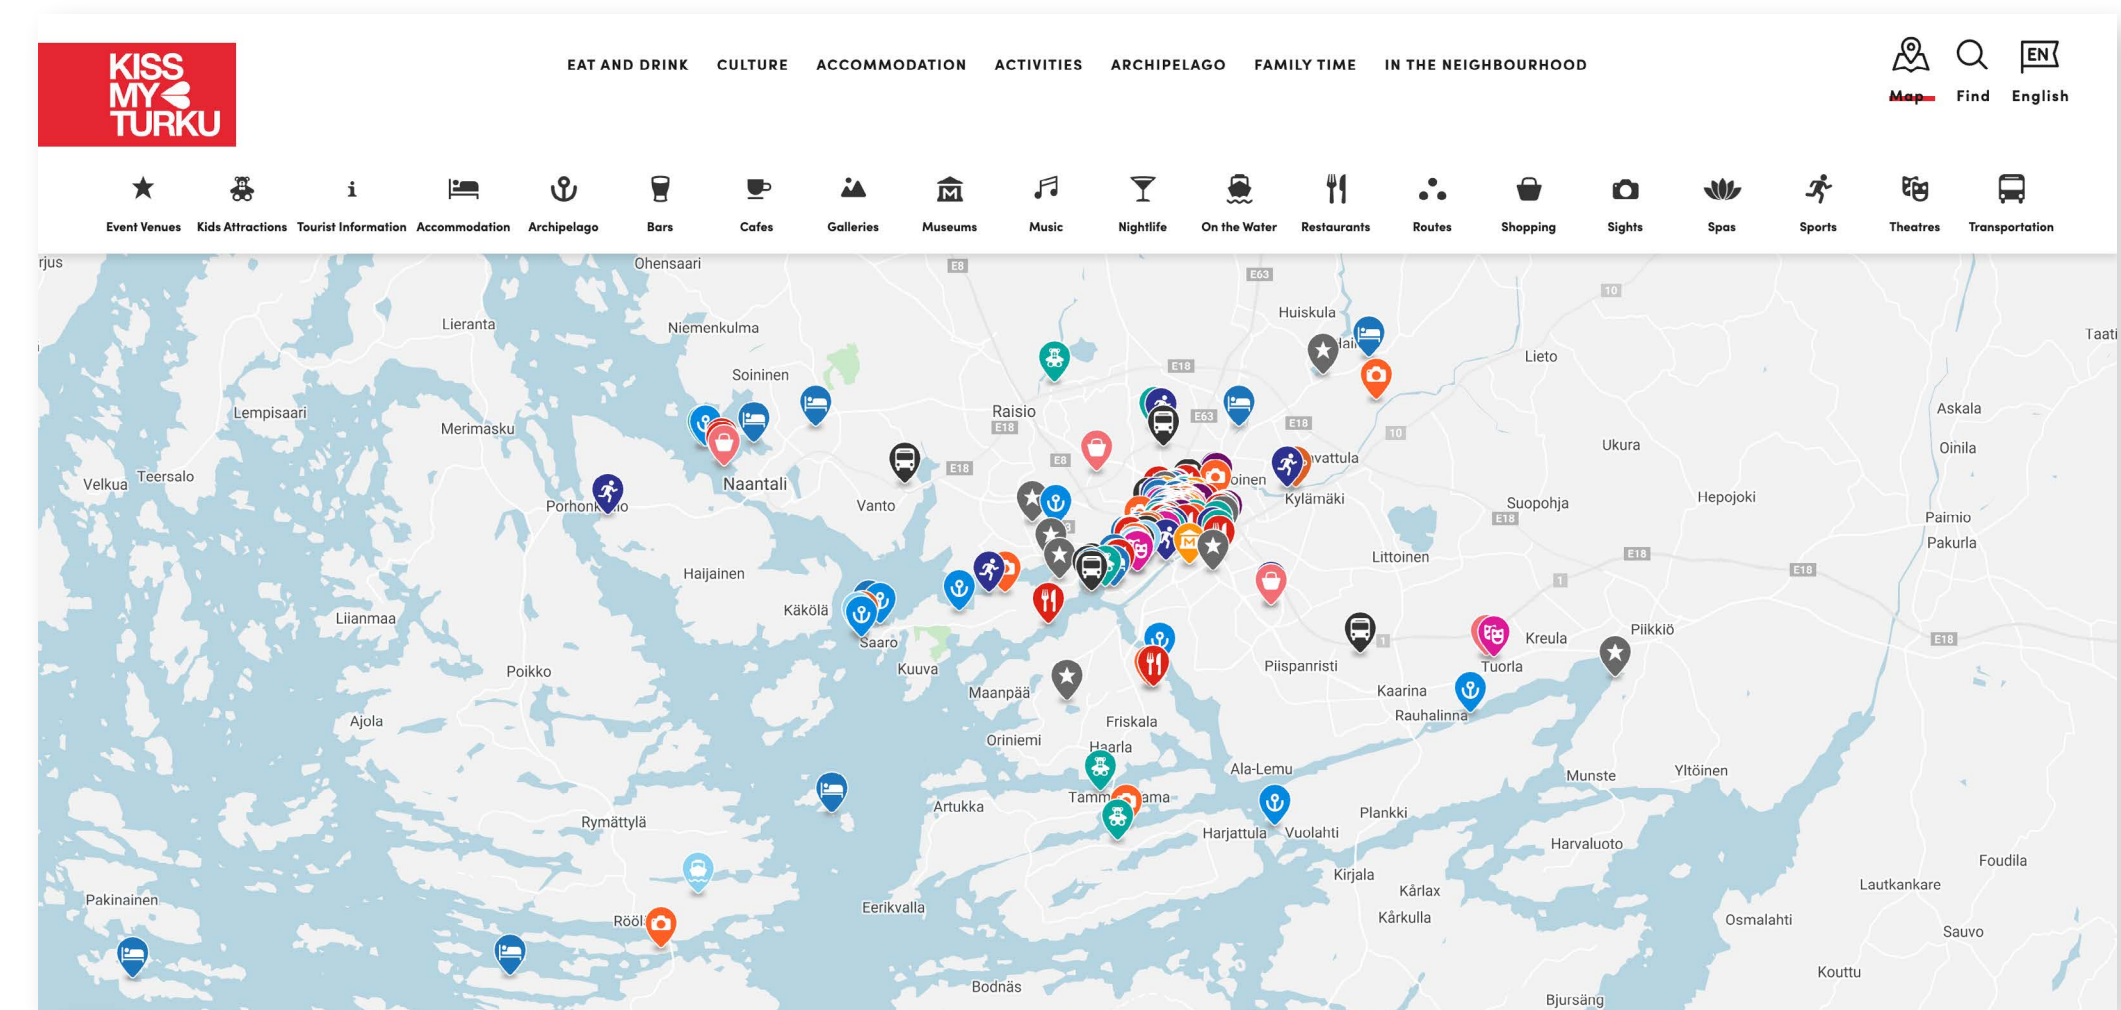 KISS
MY
TURKU
EAT AND DRINK CULTURE ACCOMMODATION ACTIVITIES ARCHIPELAGO FAMILY TIME IN THE NEIGHBOURHOOD
EN
Map Find English
Event Venues Kids Attractions Tourist Information Accommodation Archipelago Bars Cafes Galleries Museums Music Nightlife On the Water Restaurants Routes Shopping Sights Spas Sports Theatres Transportation
rjus
Ohensaari
E8
E63
10
Huiskula
Lieranta
Niemenkulma
Taati
Lieto
E18
Soininen
Lempisaari
Raisio
E18
E63
E18
10
Askala
Merimasku
Ukura
Oinila
E8
E18
avattula
Teersalo
Velkua
Naantali
oinen
Kylämäki
Hepojoki
Vanto
Suopohja
E18
Paimio
Pakurla
Littoinen
E18
Haijainen
E18
1
Käkölä
Liianmaa
Saaro
Kreula
Piikkiö
E18
1
Kuuva
Piispanristi
Tuorla
Poikko
Maanpää
Kaarina
Rauhalinna
Ajola
Friskala
Oriniemi
Haarla
Ala-Lemu
Munste
Yltöinen
Artukka
Plankki
Rymättylä
Harjattula
Vuolahti
Harvaluoto
Foudila
Kirjala
Lautkankare
Kårlax
Pakinainen
Eerikvalla
Kårkulla
Osmalahti
Rööl
Sauvo
Kouttu
Bodnäs
Bjursäng